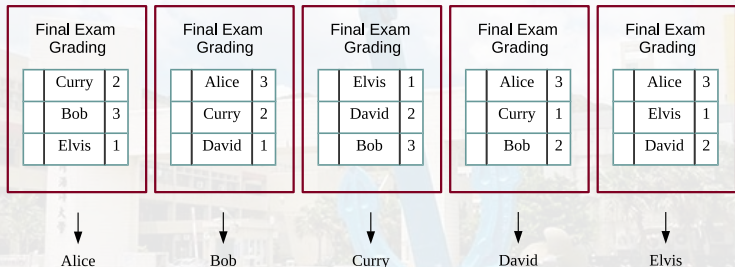 Final Exam
Grading
Curry 2
Bob 3
Elvis 1
Alice
Final Exam
Grading
Alice 3
Curry 2
David 1
Bob
Final Exam
Grading
Elvis 1
David 2
Bob 3
Curry
Final Exam
Grading
Alice 3
Curry 1
Bob 2
David
Final Exam
Grading
Alice 3
Elvis 1
David 2
Elvis